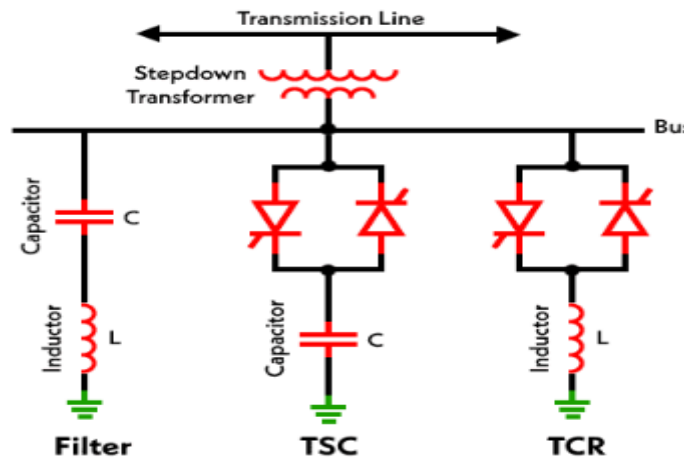 Transmission Line
Stepdown
Transformer
Bus
Capacitor
C
Inductor
L
Capacitor
C
Inductor
L
Filter
TSC
TCR